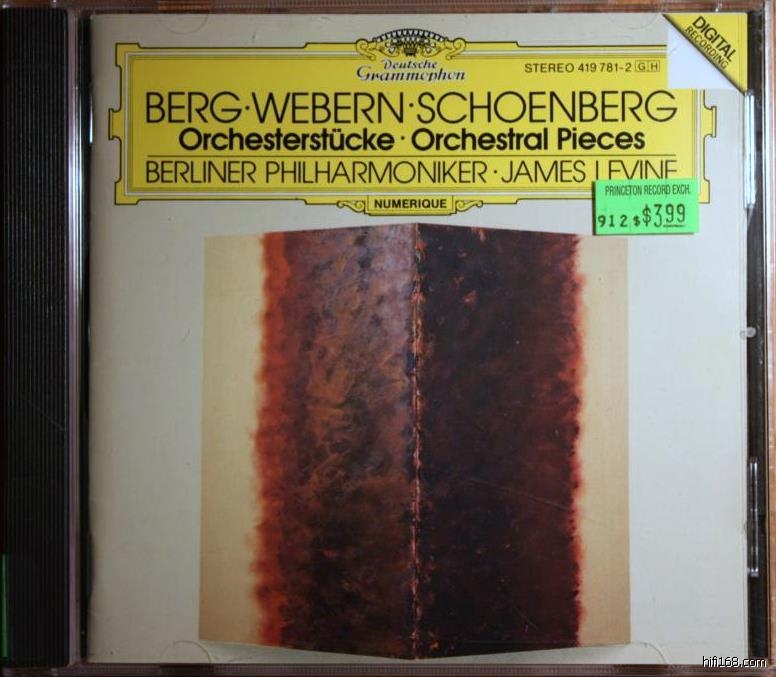 DIGITAL
RECORDING
Deutsche
Grammophon
STEREO 419 781-2 GH
BERG·WEBERN·SCHOENBERG
Orchesterstücke · Orchestral Pieces
BERLINER PHILHARMONIKER · JAMES LEVINE
NUMERIQUE
PRINCETON RECORD EXCH.
912 $ $3.99
hifi168.com